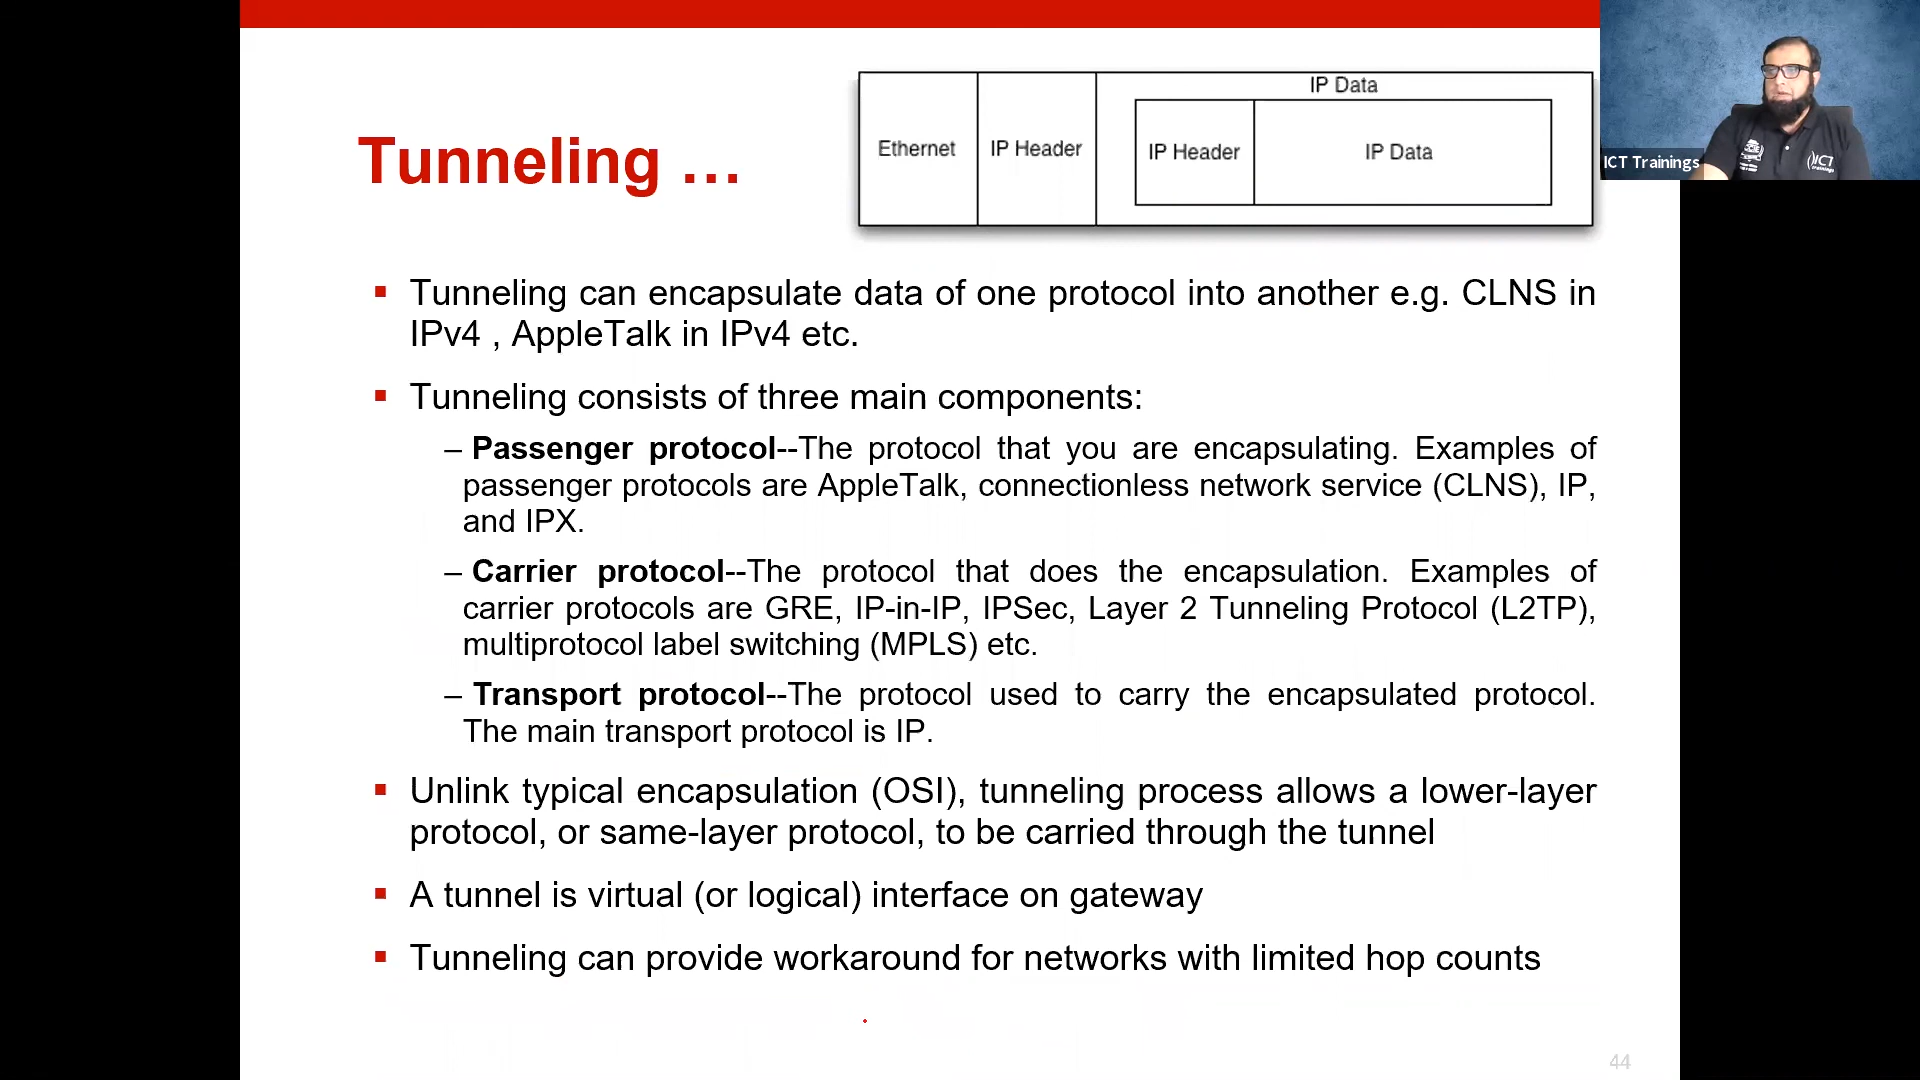 IP Data
Ethernet
IP Header
IP Header
IP Data
Tunneling ...
ICT Trainings
ICT
▪ Tunneling can encapsulate data of one protocol into another e.g. CLNS in
IPv4 , AppleTalk in IPv4 etc.
▪ Tunneling consists of three main components:
– Passenger protocol--The protocol that you are encapsulating. Examples of
passenger protocols are AppleTalk, connectionless network service (CLNS), IP,
and IPX.
– Carrier protocol--The protocol that does the encapsulation. Examples of
carrier protocols are GRE, IP-in-IP, IPSec, Layer 2 Tunneling Protocol (L2TP),
multiprotocol label switching (MPLS) etc.
– Transport protocol--The protocol used to carry the encapsulated protocol.
The main transport protocol is IP.
▪ Unlink typical encapsulation (OSI), tunneling process allows a lower-layer
protocol, or same-layer protocol, to be carried through the tunnel
▪ A tunnel is virtual (or logical) interface on gateway
▪ Tunneling can provide workaround for networks with limited hop counts
44